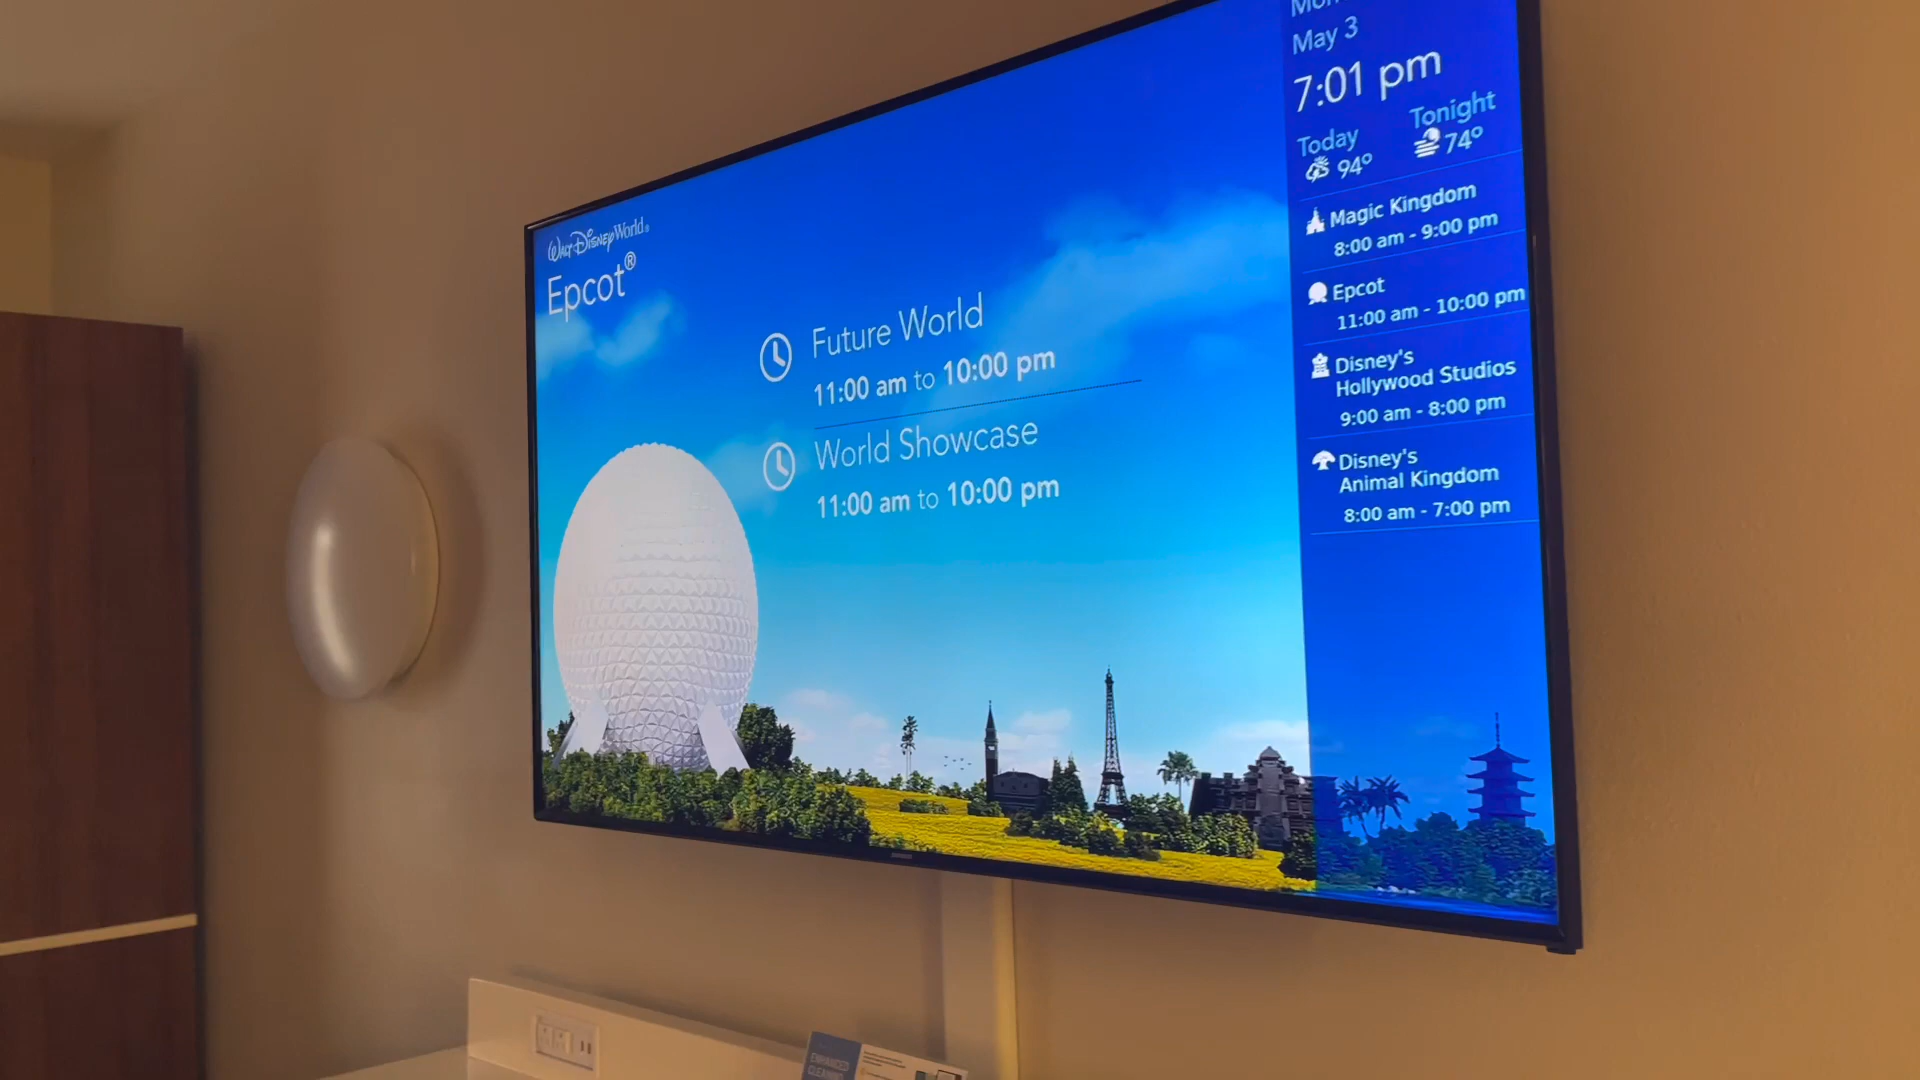 Walt Disney World®
Epcot®
Future World
11:00 am to 10:00 pm
World Showcase
11:00 am to 10:00 pm
May 3
7:01 pm
Today
94°
Tonight
74°
Magic Kingdom
8:00 am - 9:00 pm
Epcot
11:00 am - 10:00 pm
Disney's
Hollywood Studios
9:00 am - 8:00 pm
Disney's
Animal Kingdom
8:00 am - 7:00 pm
ENHANCED
CLEANING